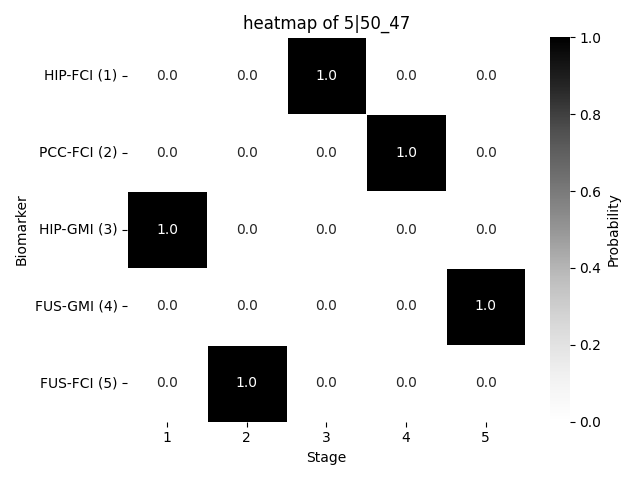 heatmap of 5|50_47
HIP-FCI (1) 0.0 0.0 1.0 0.0 0.0
PCC-FCI (2) 0.0 0.0 0.0 1.0 0.0
HIP-GMI (3) 1.0 0.0 0.0 0.0 0.0
FUS-GMI (4) 0.0 0.0 0.0 0.0 1.0
FUS-FCI (5) 0.0 1.0 0.0 0.0 0.0
1 2 3 4 5
Stage
Biomarker
1.0
0.8
0.6
0.4
0.2
0.0
Probability